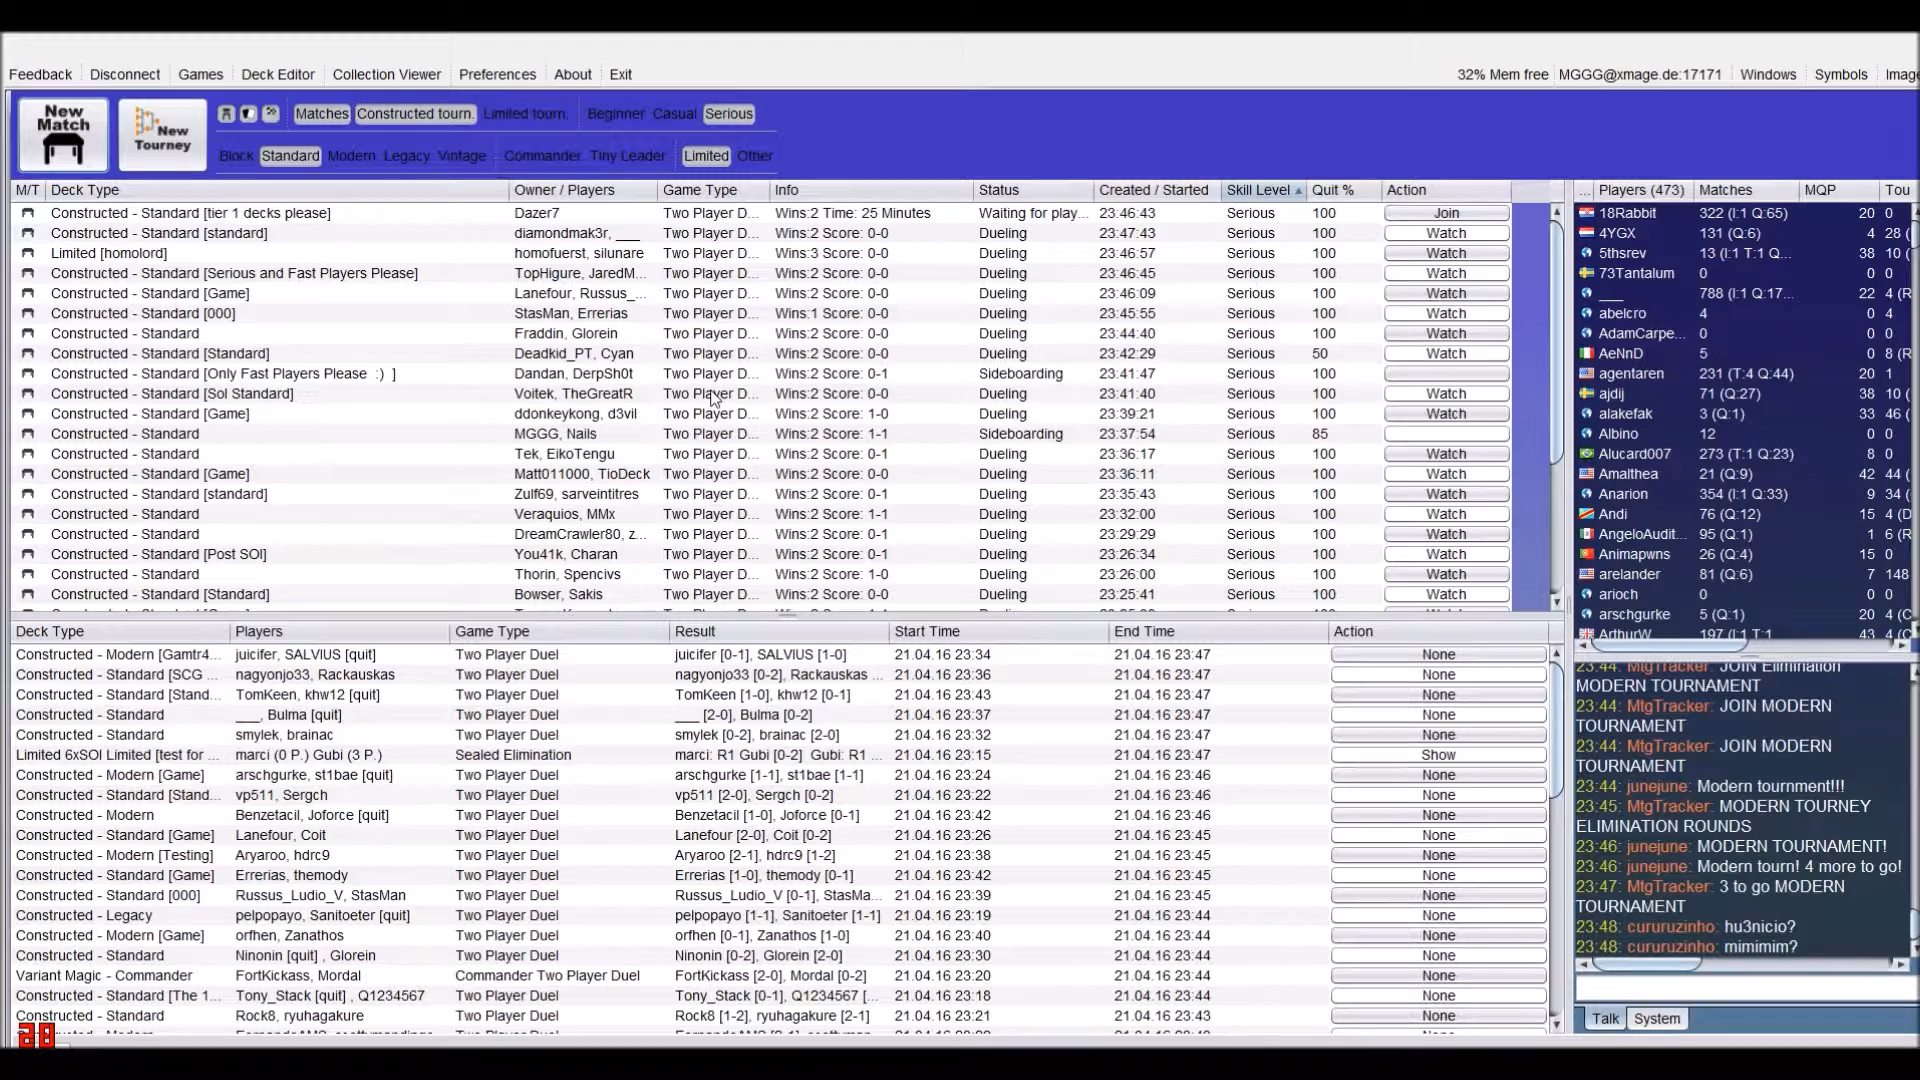 Feedback Disconnect Games Deck Editor Collection Viewer Preferences About Exit 32% Mem free MGGG@xmage.de:17171 Windows Symbols Image
New Match New Tourney Matches Constructed tourn. Limited tourn. Beginner Casual Serious
Block Standard Modern Legacy Vintage Commander Tiny Leader Limited Other
M/T Deck Type Owner / Players Game Type Info Status Created / Started Skill Level Quit % Action
Constructed - Standard [tier 1 decks please] Dazer7 Two Player D... Wins:2 Time: 25 Minutes Waiting for play... 23:46:43 Serious 100 Join
Constructed - Standard [standard] diamondmak3r, ___ Two Player D... Wins:2 Score: 0-0 Dueling 23:47:43 Serious 100 Watch
Limited [homolord] homofuerst, silunare Two Player D... Wins:3 Score: 0-0 Dueling 23:46:57 Serious 100 Watch
Constructed - Standard [Serious and Fast Players Please] TopHigure, JaredM... Two Player D... Wins:2 Score: 0-0 Dueling 23:46:45 Serious 100 Watch
Constructed - Standard [Game] Lanefour, Russus_... Two Player D... Wins:2 Score: 0-0 Dueling 23:46:09 Serious 100 Watch
Constructed - Standard [000] StasMan, Errerias Two Player D... Wins:1 Score: 0-0 Dueling 23:45:55 Serious 100 Watch
Constructed - Standard Fraddin, Glorein Two Player D... Wins:2 Score: 0-0 Dueling 23:44:40 Serious 100 Watch
Constructed - Standard [Standard] Deadkid_PT, Cyan Two Player D... Wins:2 Score: 0-0 Dueling 23:42:29 Serious 50 Watch
Constructed - Standard [Only Fast Players Please :) ] Dandan, DerpSh0t Two Player D... Wins:2 Score: 0-1 Sideboarding 23:41:47 Serious 100
Constructed - Standard [Sol Standard] Voitek, TheGreatR Two Player D... Wins:2 Score: 0-0 Dueling 23:41:40 Serious 100 Watch
Constructed - Standard [Game] ddonkeykong, d3vil Two Player D... Wins:2 Score: 1-0 Dueling 23:39:21 Serious 100 Watch
Constructed - Standard MGGG, Nails Two Player D... Wins:2 Score: 1-1 Sideboarding 23:37:54 Serious 85
Constructed - Standard Tek, EikoTengu Two Player D... Wins:2 Score: 0-1 Dueling 23:36:17 Serious 100 Watch
Constructed - Standard [Game] Matt011000, TioDeck Two Player D... Wins:2 Score: 0-0 Dueling 23:36:11 Serious 100 Watch
Constructed - Standard [standard] Zulf69, sarveintitres Two Player D... Wins:2 Score: 0-1 Dueling 23:35:43 Serious 100 Watch
Constructed - Standard Veraquios, MMx Two Player D... Wins:2 Score: 1-1 Dueling 23:32:00 Serious 100 Watch
Constructed - Standard DreamCrawler80, z... Two Player D... Wins:2 Score: 0-1 Dueling 23:29:29 Serious 100 Watch
Constructed - Standard [Post SOI] You41k, Charan Two Player D... Wins:2 Score: 0-1 Dueling 23:26:34 Serious 100 Watch
Constructed - Standard Thorin, Spencivs Two Player D... Wins:2 Score: 1-0 Dueling 23:26:00 Serious 100 Watch
Constructed - Standard [Standard] Bowser, Sakis Two Player D... Wins:2 Score: 0-0 Dueling 23:25:41 Serious 100 Watch
Deck Type Players Game Type Result Start Time End Time Action
Constructed - Modern [Gamtr4... juicifer, SALVIUS [quit] Two Player Duel juicifer [0-1], SALVIUS [1-0] 21.04.16 23:34 21.04.16 23:47 None
Constructed - Standard [SCG ... nagyonjo33, Rackauskas Two Player Duel nagyonjo33 [0-2], Rackauskas ... 21.04.16 23:36 21.04.16 23:47 None
Constructed - Standard [Stand... TomKeen, khw12 [quit] Two Player Duel TomKeen [1-0], khw12 [0-1] 21.04.16 23:43 21.04.16 23:47 None
Constructed - Standard ___, Bulma [quit] Two Player Duel ___ [2-0], Bulma [0-2] 21.04.16 23:37 21.04.16 23:47 None
Constructed - Standard smylek, brainac Two Player Duel smylek [0-2], brainac [2-0] 21.04.16 23:32 21.04.16 23:47 None
Limited 6xSOI Limited [test for ... marci (0 P.) Gubi (3 P.) Sealed Elimination marci: R1 Gubi [0-2] Gubi: R1 ... 21.04.16 23:15 21.04.16 23:47 Show
Constructed - Modern [Game] arschgurke, st1bae [quit] Two Player Duel arschgurke [1-1], st1bae [1-1] 21.04.16 23:24 21.04.16 23:46 None
Constructed - Standard [Stand... vp511, Sergch Two Player Duel vp511 [2-0], Sergch [0-2] 21.04.16 23:22 21.04.16 23:46 None
Constructed - Modern Benzetacil, Joforce [quit] Two Player Duel Benzetacil [1-0], Joforce [0-1] 21.04.16 23:42 21.04.16 23:46 None
Constructed - Standard [Game] Lanefour, Coit Two Player Duel Lanefour [2-0], Coit [0-2] 21.04.16 23:26 21.04.16 23:45 None
Constructed - Modern [Testing] Aryaroo, hdrc9 Two Player Duel Aryaroo [2-1], hdrc9 [1-2] 21.04.16 23:38 21.04.16 23:45 None
Constructed - Standard [Game] Errerias, themody Two Player Duel Errerias [1-0], themody [0-1] 21.04.16 23:42 21.04.16 23:45 None
Constructed - Standard [000] Russus_Ludio_V, StasMan Two Player Duel Russus_Ludio_V [0-1], StasMa... 21.04.16 23:39 21.04.16 23:45 None
Constructed - Legacy pelpopayo, Sanitoeter [quit] Two Player Duel pelpopayo [1-1], Sanitoeter [1-1] 21.04.16 23:19 21.04.16 23:44 None
Constructed - Modern [Game] orfhen, Zanathos Two Player Duel orfhen [0-1], Zanathos [1-0] 21.04.16 23:40 21.04.16 23:44 None
Constructed - Standard Ninonin [quit] , Glorein Two Player Duel Ninonin [0-2], Glorein [2-0] 21.04.16 23:30 21.04.16 23:44 None
Variant Magic - Commander FortKickass, Mordal Commander Two Player Duel FortKickass [2-0], Mordal [0-2] 21.04.16 23:20 21.04.16 23:44 None
Constructed - Standard [The 1... Tony_Stack [quit] , Q1234567 Two Player Duel Tony_Stack [0-1], Q1234567 [... 21.04.16 23:18 21.04.16 23:44 None
Constructed - Standard Rock8, ryuhagakure Two Player Duel Rock8 [1-2], ryuhagakure [2-1] 21.04.16 23:21 21.04.16 23:43 None
28
... Players (473) Matches MQP Tou
18Rabbit 322 (I:1 Q:65) 20 0
4YGX 131 (Q:6) 4 28 (
5thsrev 13 (I:1 T:1 Q... 38 10 (
73Tantalum 0 0 0
___ 788 (I:1 Q:17... 22 4 (R
abelcro 4 0 4
AdamCarpe... 0 0 0
AeNnD 5 0 8 (R
agentaren 231 (T:4 Q:44) 20 1
ajdij 71 (Q:27) 38 10 (
alakefak 3 (Q:1) 33 46 (
Albino 12 0 0
Alucard007 273 (T:1 Q:23) 8 0
Amalthea 21 (Q:9) 42 44 (
Anarion 354 (I:1 Q:33) 9 34 (
Andi 76 (Q:12) 15 4 (D
AngeloAudit... 95 (Q:1) 1 6 (R
Animapwns 26 (Q:4) 15 0
arelander 81 (Q:6) 7 148
arioch 0 0 0
arschgurke 5 (Q:1) 20 4 (C
ArthurW 197 (I:1 T:1 43 4 (C
23:44: MtgTracker: JOIN Elimination
MODERN TOURNAMENT
23:44: MtgTracker: JOIN MODERN
TOURNAMENT
23:44: MtgTracker: JOIN MODERN
TOURNAMENT
23:44: junejune: Modern tournment!!!
23:45: MtgTracker: MODERN TOURNEY
ELIMINATION ROUNDS
23:46: junejune: MODERN TOURNAMENT!
23:46: junejune: Modern tourn! 4 more to go!
23:47: MtgTracker: 3 to go MODERN
TOURNAMENT
23:48: cururuzinho: hu3nicio?
23:48: cururuzinho: mimimim?
Talk System